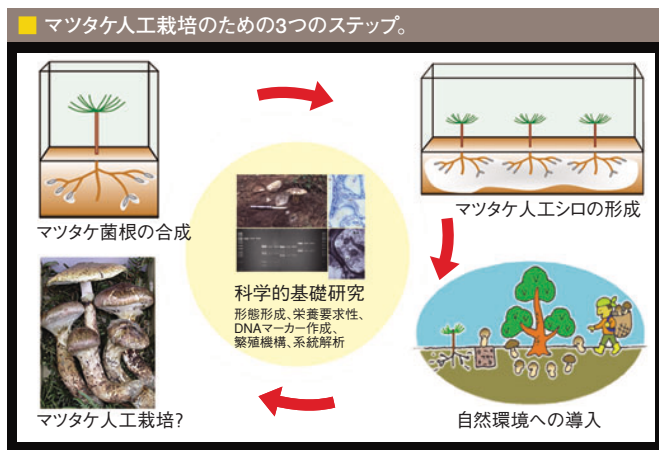 マツタケ人工栽培のための3つのステップ。
マツタケ菌根の合成
マツタケ人工シロの形成
科学的基礎研究
形態形成、栄養要求性、
DNAマーカー作成、
繁殖機構、系統解析
マツタケ人工栽培?
自然環境への導入